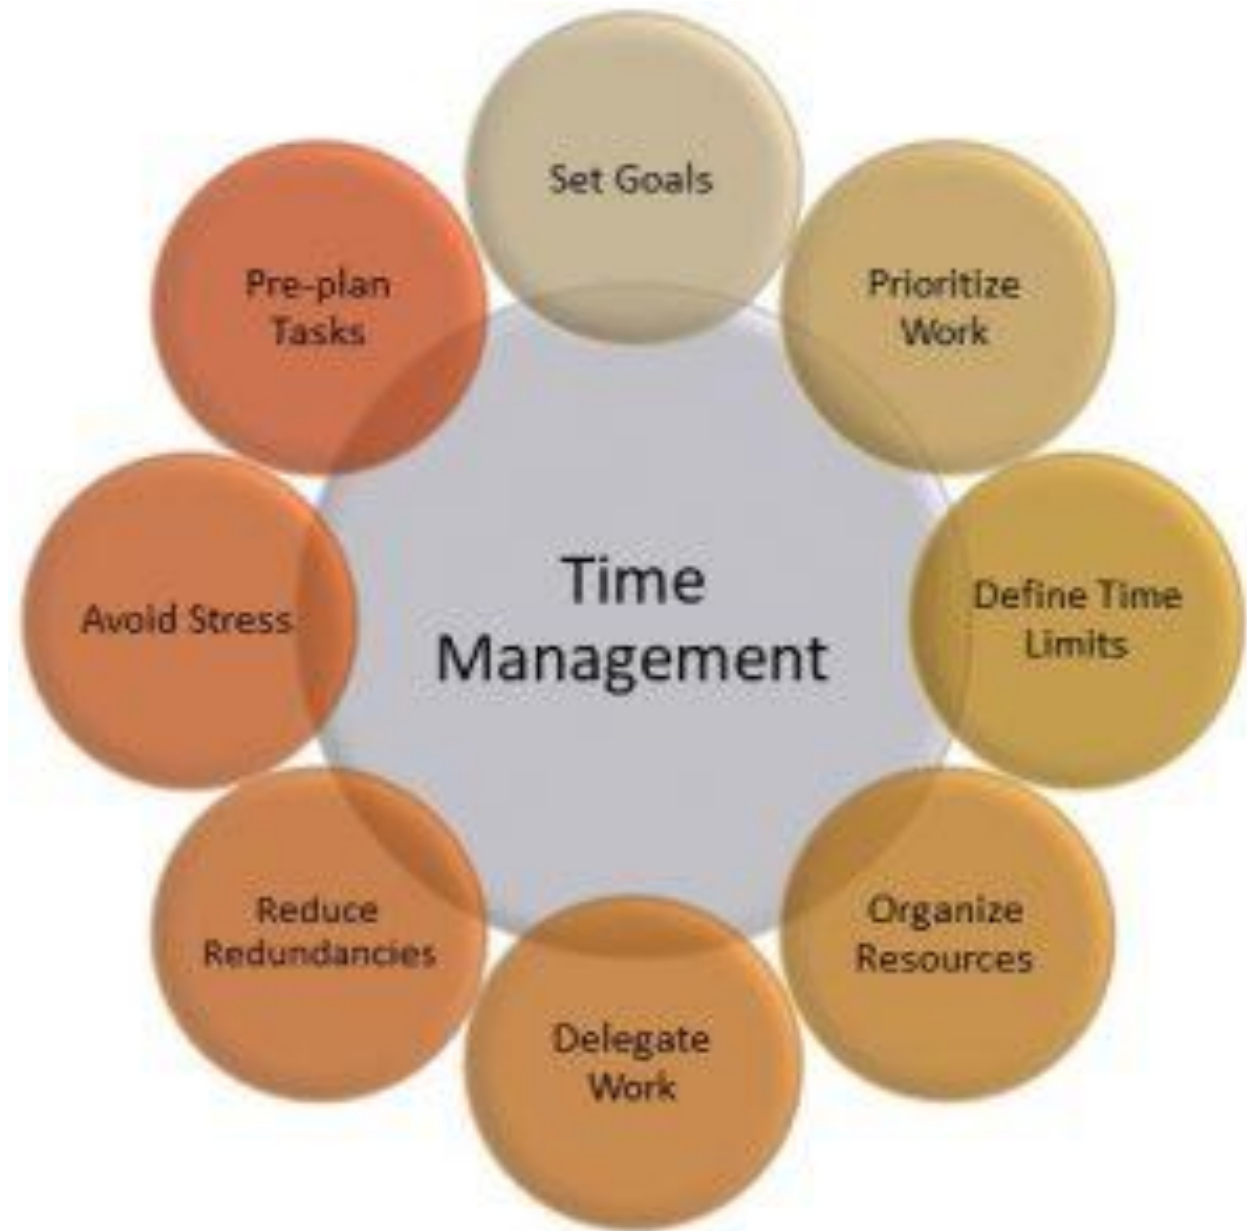 Set Goals
Prioritize
Work
Define Time
Limits
Organize
Resources
Delegate
Work
Reduce
Redundancies
Avoid Stress
Pre-plan
Tasks
Time
Management